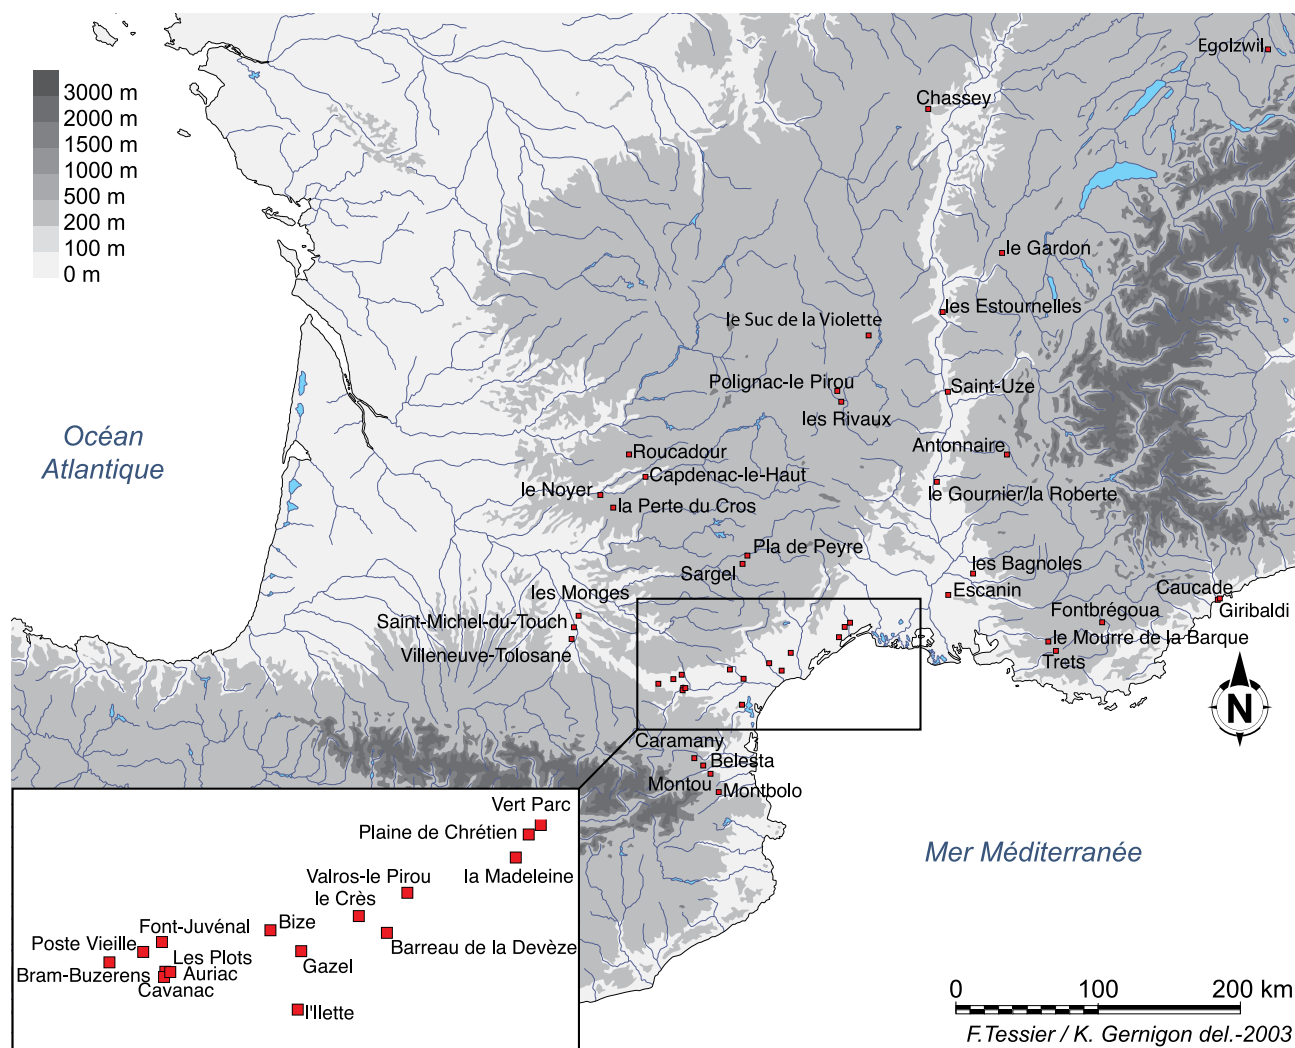 Egolzwil
3000 m
2000 m
1500 m
1000 m
500 m
200 m
100 m
0 m
Chassey
le Gardon
les Estournelles
le Suc de la Violette
Polignac-le Pirou
Saint-Uze
les Rivaux
Océan
Atlantique
Roucadour
Antonnaire
Capdenac-le-Haut
le Noyer
le Gournier/la Roberte
la Perte du Cros
Pla de Peyre
Sargel
les Bagnoles
les Monges
Escanin
Caucade
Giribaldi
Fontbrégoua
Saint-Michel-du-Touch
le Mourre de la Barque
Villeneuve-Tolosane
Trets
N
Caramany
Belesta
Montou
Montbolo
Mer Méditerranée
Vert Parc
Plaine de Chrétien
la Madeleine
Valros-le Pirou
le Crès
Bize
Font-Juvénal
Barreau de la Devèze
Poste Vieille
Les Plots
Gazel
Bram-Buzerens
Auriac
Cavanac
l'Ilette
0 100 200 km
F.Tessier / K. Gernigon del.-2003